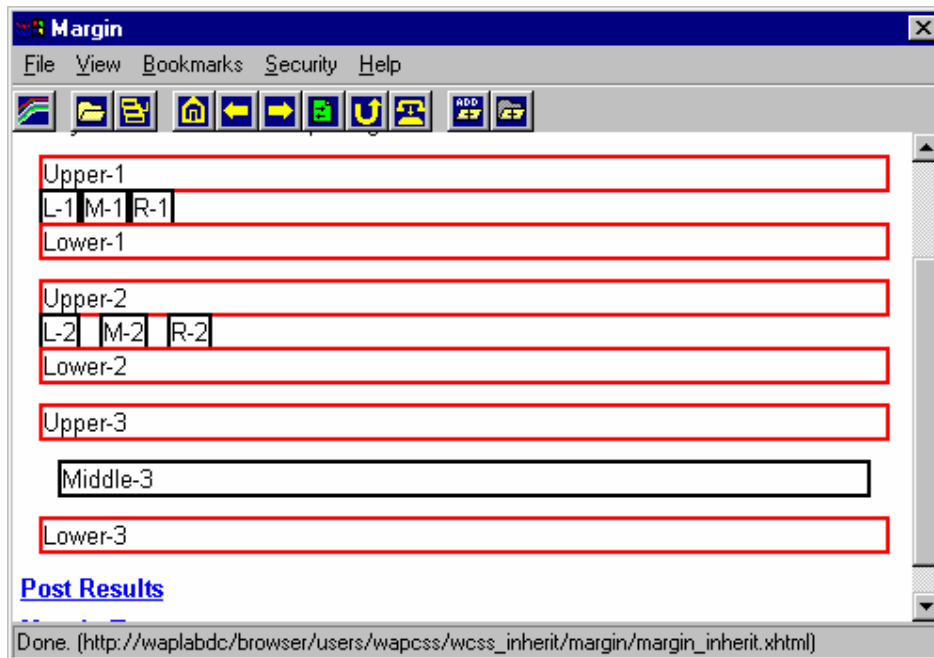 Margin
File View Bookmarks Security Help
ADD
Upper-1
L-1 M-1 R-1
Lower-1
Upper-2
L-2 M-2 R-2
Lower-2
Upper-3
Middle-3
Lower-3
Post Results
Done. (http://waplabdc/browser/users/wapcss/wcss_inherit/margin/margin_inherit.xhtml)